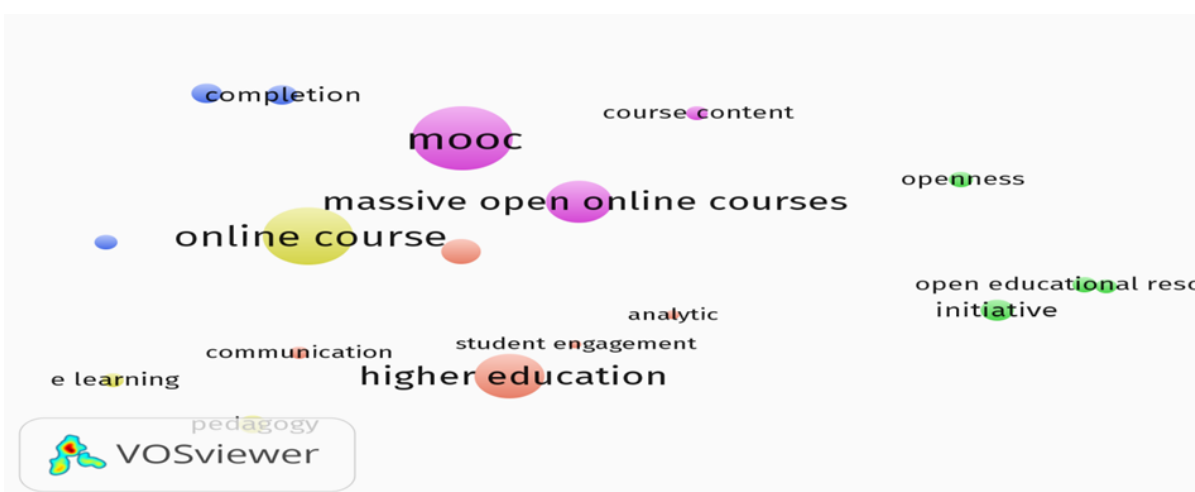 completion
course content
mooc
openness
massive open online courses
online course
open educational reso
initiative
analytic
student engagement
communication
higher education
e learning
pedagogy
VOSviewer